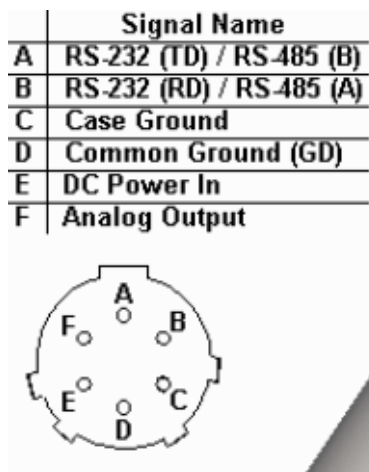 Signal Name
A RS-232 (TD) / RS-485 (B)
B RS-232 (RD) / RS-485 (A)
C Case Ground
D Common Ground (GD)
E DC Power In
F Analog Output
A
F B
E C
D